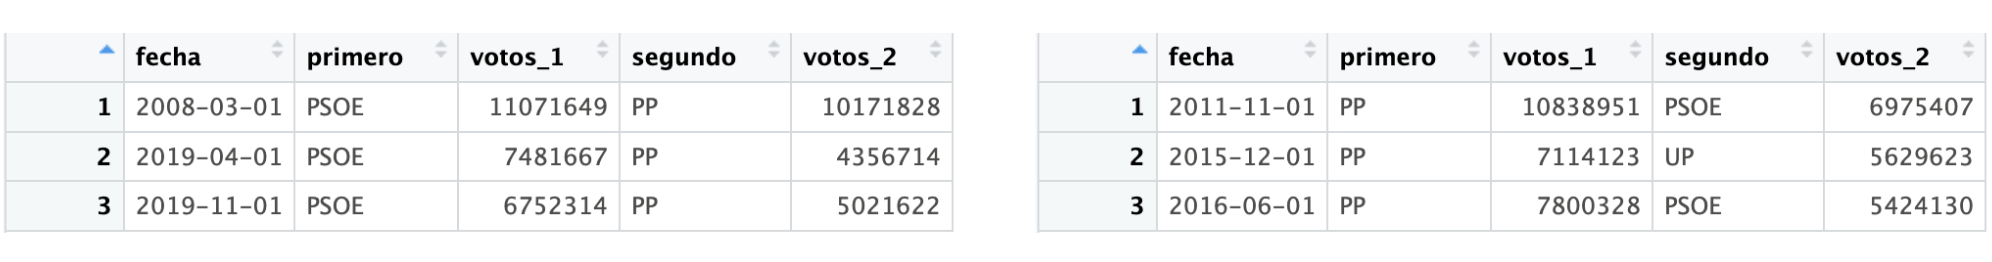 fecha primero votos_1 segundo votos_2
1 2008-03-01 PSOE 11071649 PP 10171828
2 2019-04-01 PSOE 7481667 PP 4356714
3 2019-11-01 PSOE 6752314 PP 5021622
fecha primero votos_1 segundo votos_2
1 2011-11-01 PP 10838951 PSOE 6975407
2 2015-12-01 PP 7114123 UP 5629623
3 2016-06-01 PP 7800328 PSOE 5424130